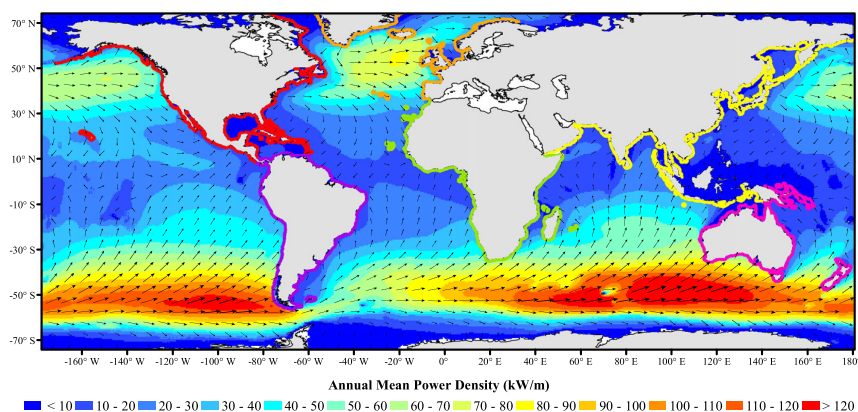 70° N
50° N
30° N
10° N
-10° S
-30° S
-50° S
-70° S
-160° W -140° W -120° W -100° W -80° W -60° W -40° W -20° W 0° 20° E 40° E 60° E 80° E 100° E 120° E 140° E 160° E 180° E
Annual Mean Power Density (kW/m)
< 10 10 - 20 20 - 30 30 - 40 40 - 50 50 - 60 60 - 70 70 - 80 80 - 90 90 - 100 100 - 110 110 - 120 > 120